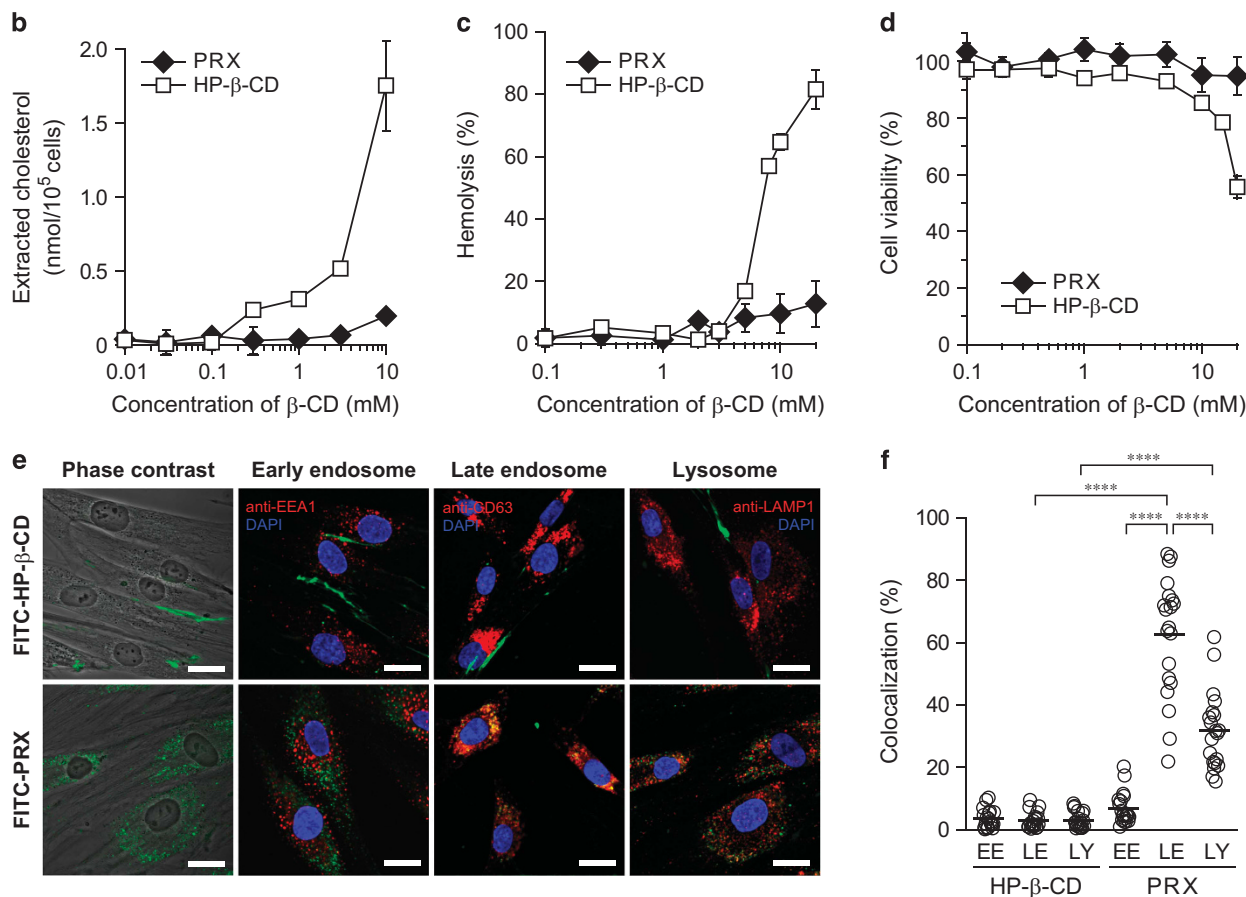 b
PRX
HP-β-CD
Extracted cholesterol
(nmol/10⁵ cells)
2.0
1.5
1.0
0.5
0
0.01
0.1
1
10
Concentration of β-CD (mM)
c
PRX
HP-β-CD
Hemolysis (%)
100
80
60
40
20
0
0.1
1
10
Concentration of β-CD (mM)
d
Cell viability (%)
100
80
60
40
20
0
PRX
HP-β-CD
0.1
1
10
Concentration of β-CD (mM)
e
Phase contrast
Early endosome
Late endosome
Lysosome
FITC-HP-β-CD
anti-EEA1
DAPI
anti-CD63
DAPI
anti-LAMP1
DAPI
FITC-PRX
f
****
****
**** ****
Colocalization (%)
100
80
60
40
20
0
EE LE LY EE LE LY
HP-β-CD PRX